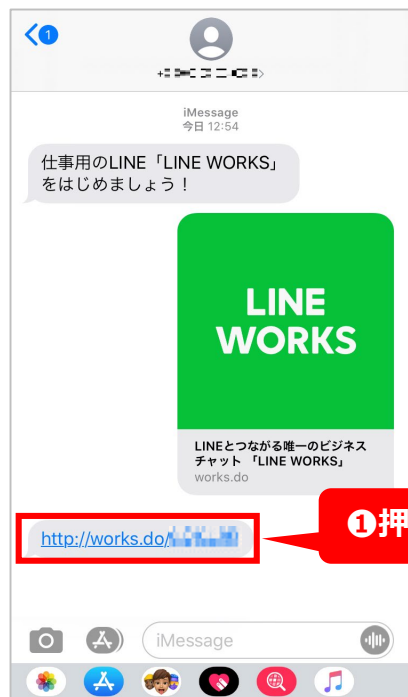 1
iMessage
今日 12:54
仕事用のLINE「LINE WORKS」
をはじめましょう！
LINE
WORKS
LINEとつながる唯一のビジネス
チャット 「LINE WORKS」
works.do
http://works.do/
❶押
iMessage